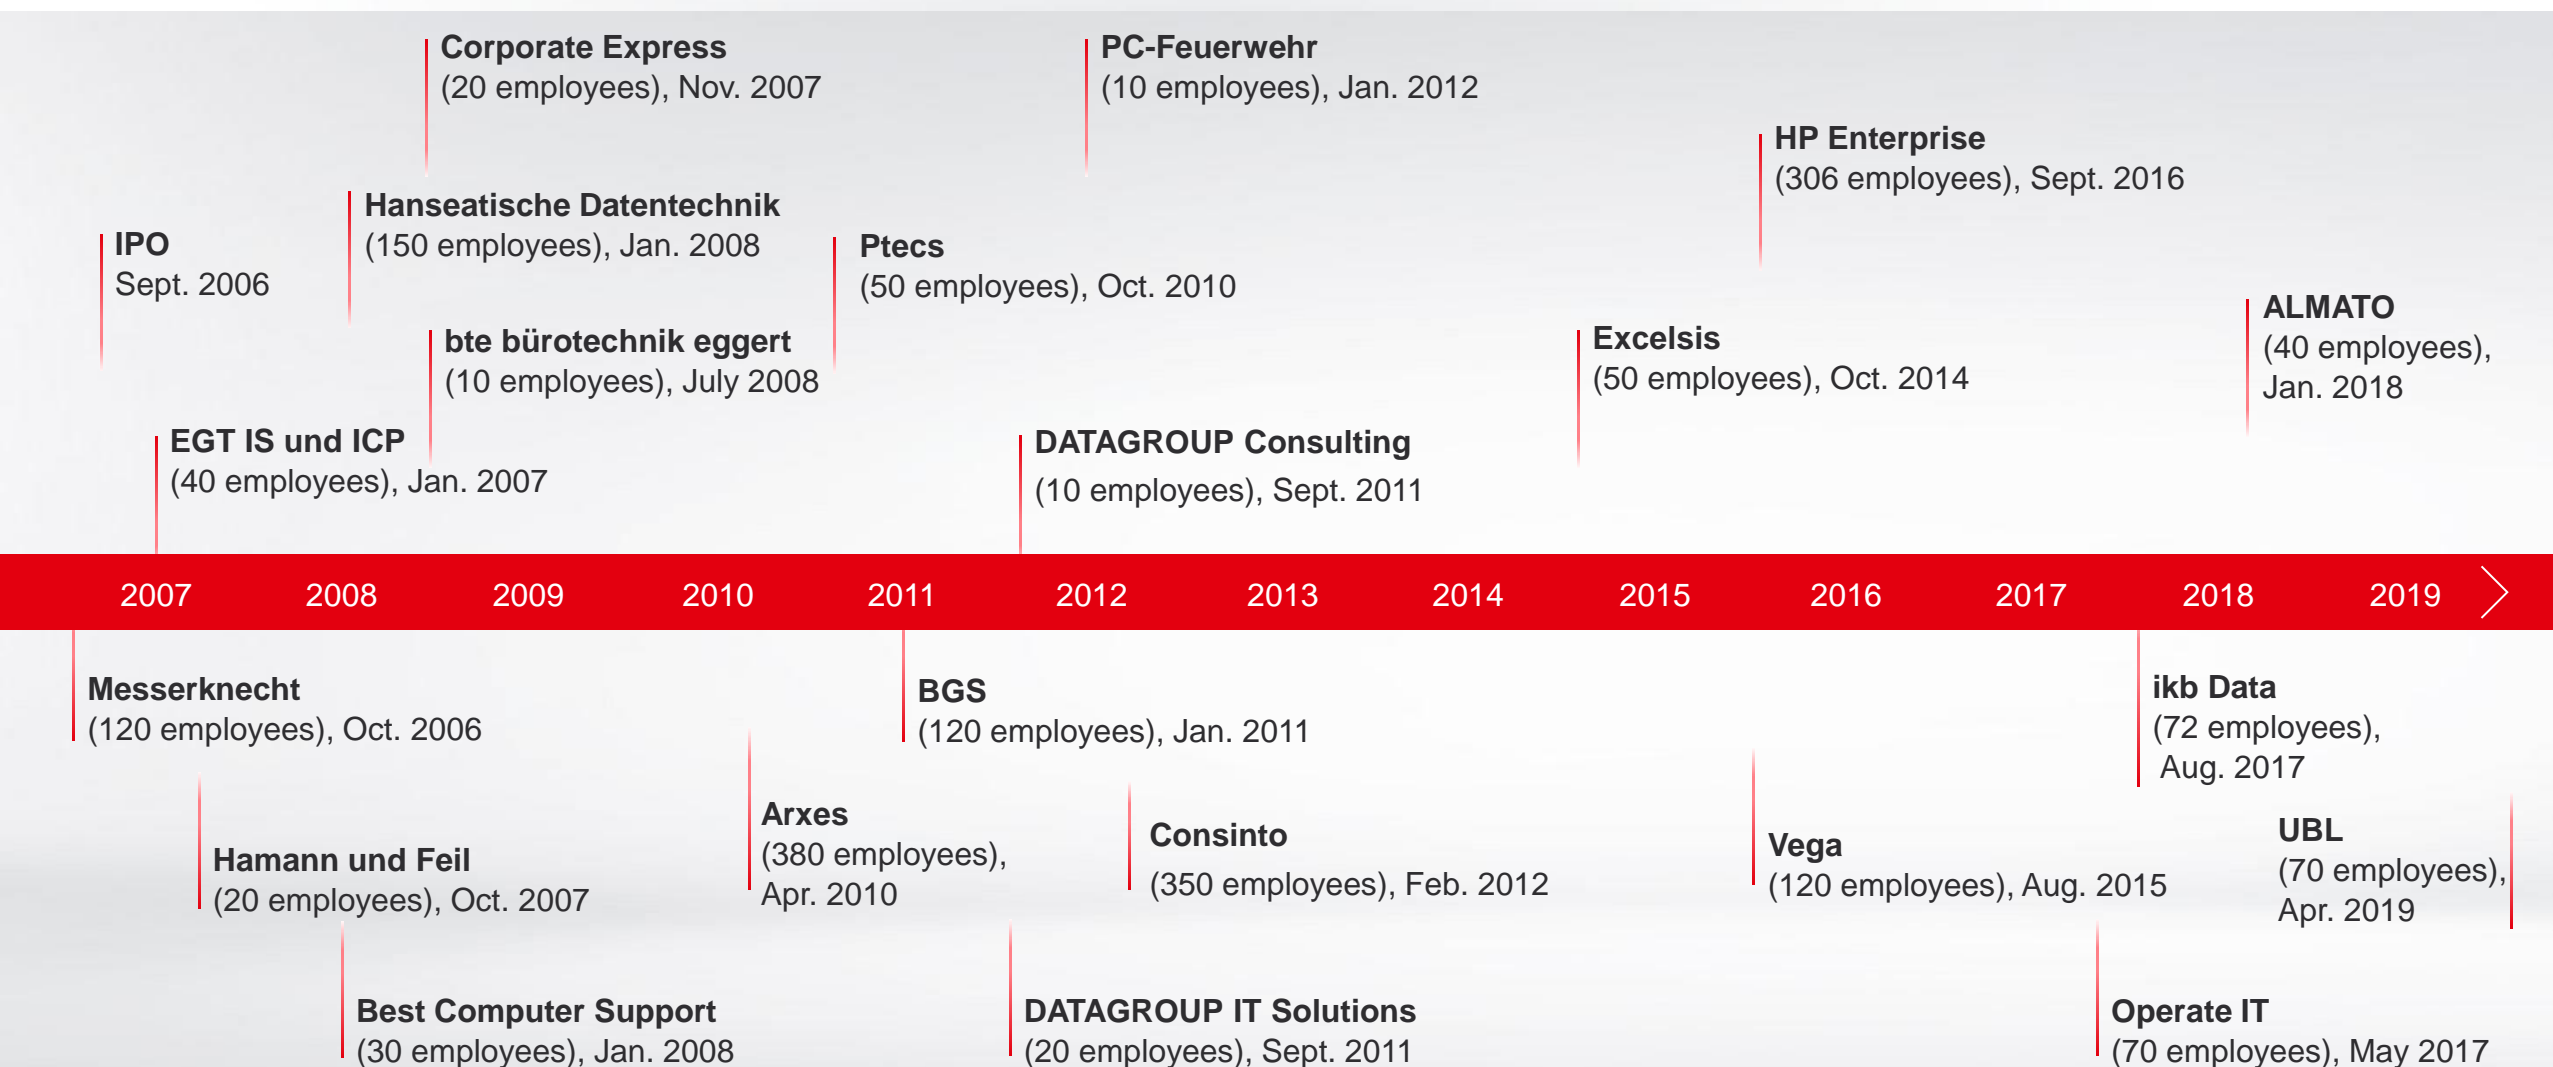 Corporate Express
(20 employees), Nov. 2007
PC-Feuerwehr
(10 employees), Jan. 2012
HP Enterprise
(306 employees), Sept. 2016
Hanseatische Datentechnik
(150 employees), Jan. 2008
IPO
Sept. 2006
Ptecs
(50 employees), Oct. 2010
ALMATO
(40 employees),
Jan. 2018
bte bürotechnik eggert
(10 employees), July 2008
Excelsis
(50 employees), Oct. 2014
EGT IS und ICP
(40 employees), Jan. 2007
DATAGROUP Consulting
(10 employees), Sept. 2011
2007 2008 2009 2010 2011 2012 2013 2014 2015 2016 2017 2018 2019
Messerknecht
(120 employees), Oct. 2006
BGS
(120 employees), Jan. 2011
ikb Data
(72 employees),
Aug. 2017
Arxes
(380 employees),
Apr. 2010
Consinto
(350 employees), Feb. 2012
Vega
(120 employees), Aug. 2015
UBL
(70 employees),
Apr. 2019
Hamann und Feil
(20 employees), Oct. 2007
Best Computer Support
(30 employees), Jan. 2008
DATAGROUP IT Solutions
(20 employees), Sept. 2011
Operate IT
(70 employees), May 2017